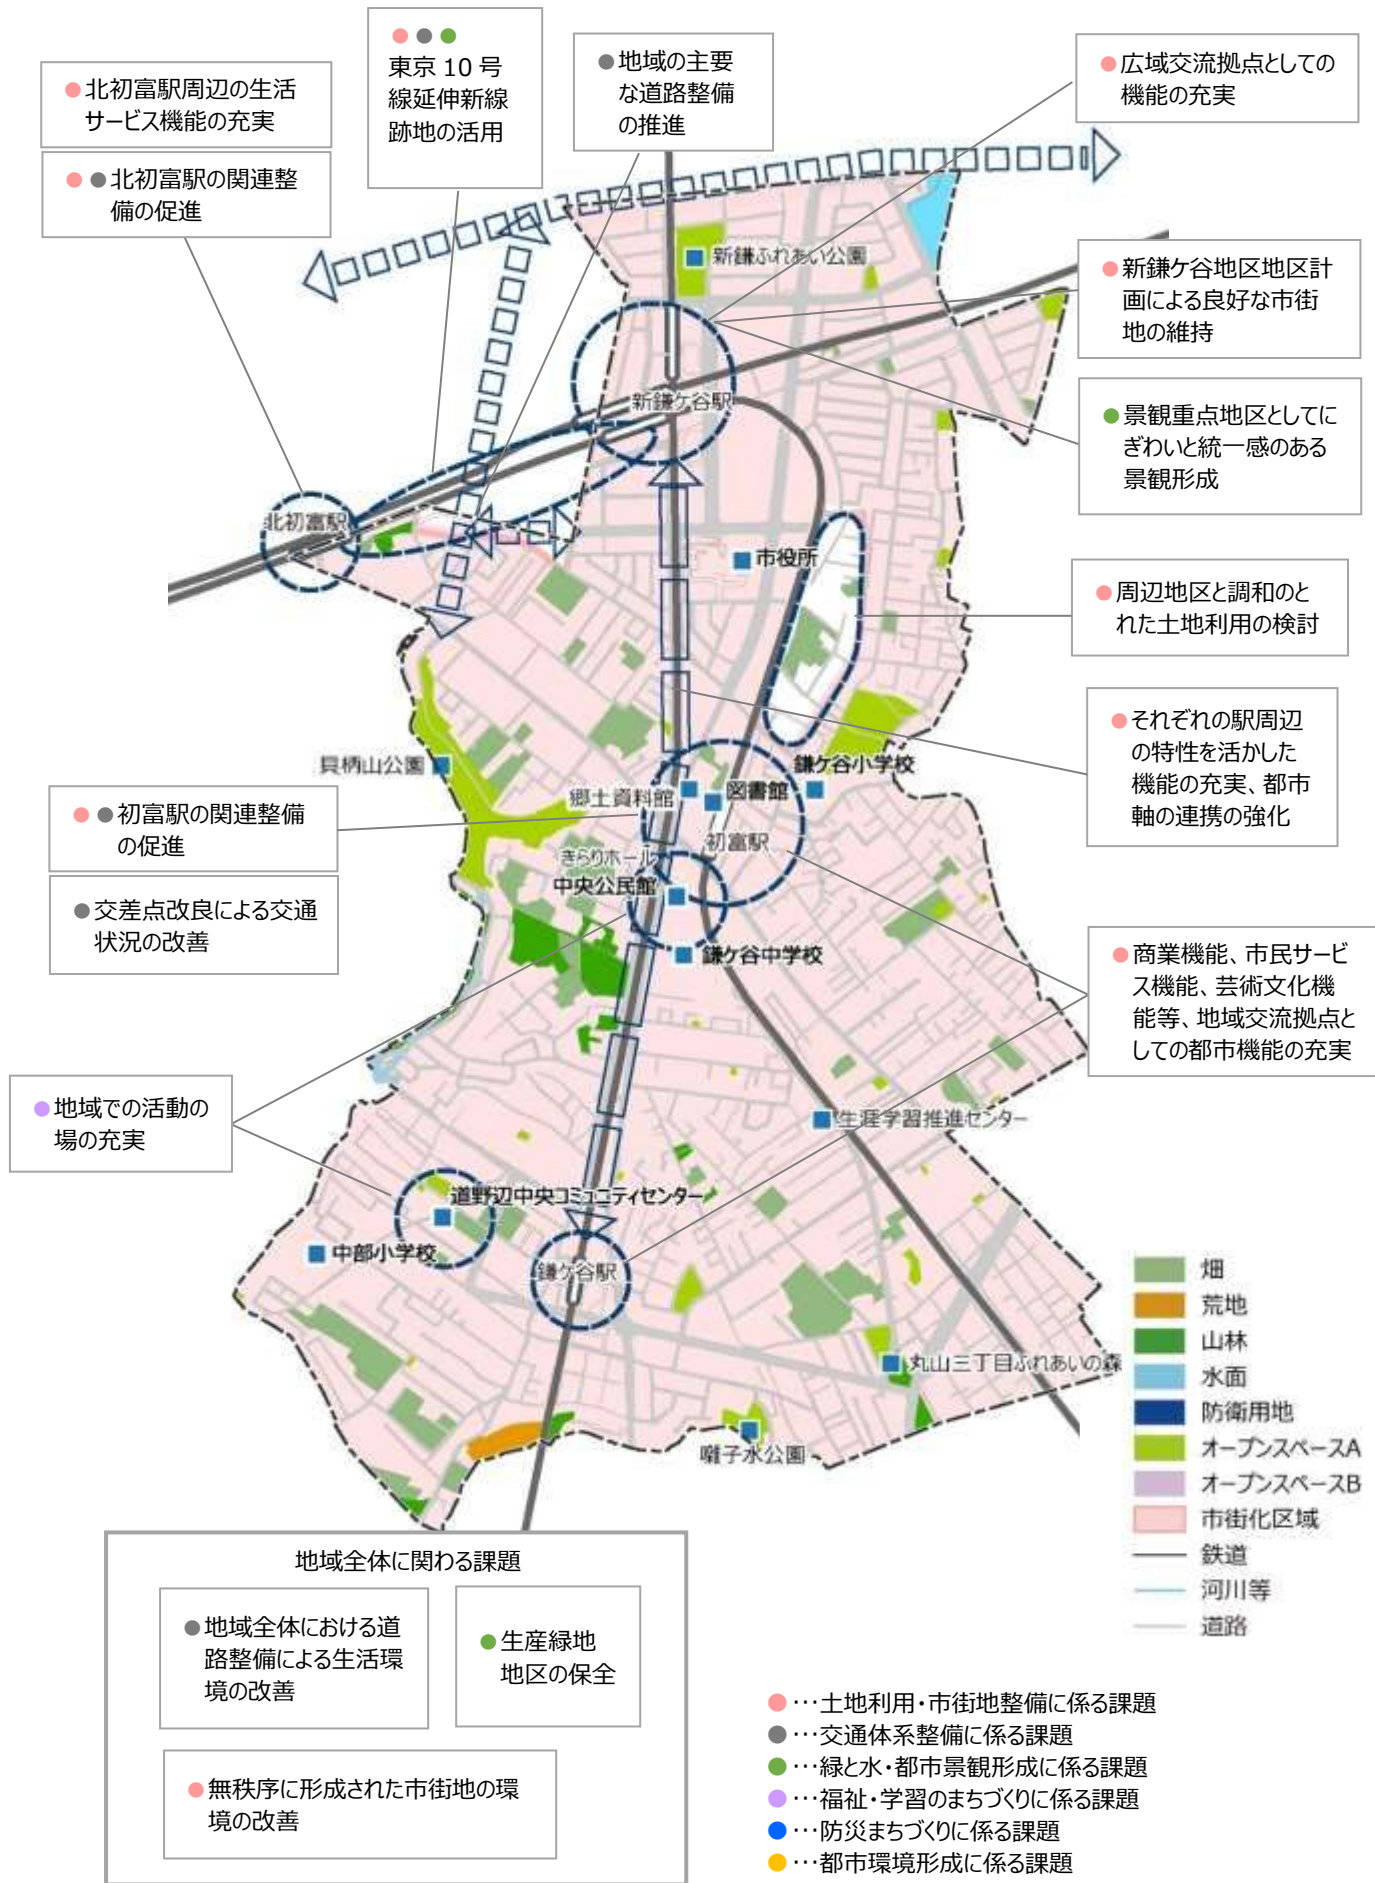 ●●●
東京 10 号
線延伸新線
跡地の活用
●地域の主要
な道路整備
の推進
●広域交流拠点としての
機能の充実
●北初富駅周辺の生活
サービス機能の充実
●●北初富駅の関連整
備の促進
新鎌ふれあい公園
●新鎌ケ谷地区地区計
画による良好な市街
地の維持
新鎌ケ谷駅
●景観重点地区としてに
ぎわいと統一感のある
景観形成
北初富駅
市役所
●周辺地区と調和のと
れた土地利用の検討
●それぞれの駅周辺
の特性を活かした
機能の充実、都市
軸の連携の強化
貝柄山公園
鎌ケ谷小学校
郷土資料館
図書館
初富駅
●●初富駅の関連整備
の促進
きらりホール
中央公民館
●交差点改良による交通
状況の改善
鎌ケ谷中学校
●商業機能、市民サービ
ス機能、芸術文化機
能等、地域交流拠点と
しての都市機能の充実
●地域での活動の
場の充実
生涯学習推進センター
道野辺中央コミュニティセンター
中部小学校
鎌ケ谷駅
丸山三丁目ふれあいの森
囃子水公園
畑
荒地
山林
水面
防衛用地
オープンスペースA
オープンスペースB
市街化区域
鉄道
河川等
道路
地域全体に関わる課題
●地域全体における道
路整備による生活環
境の改善
●生産緑地
地区の保全
●無秩序に形成された市街地の環
境の改善
●…土地利用・市街地整備に係る課題
●…交通体系整備に係る課題
●…緑と水・都市景観形成に係る課題
●…福祉・学習のまちづくりに係る課題
●…防災まちづくりに係る課題
●…都市環境形成に係る課題